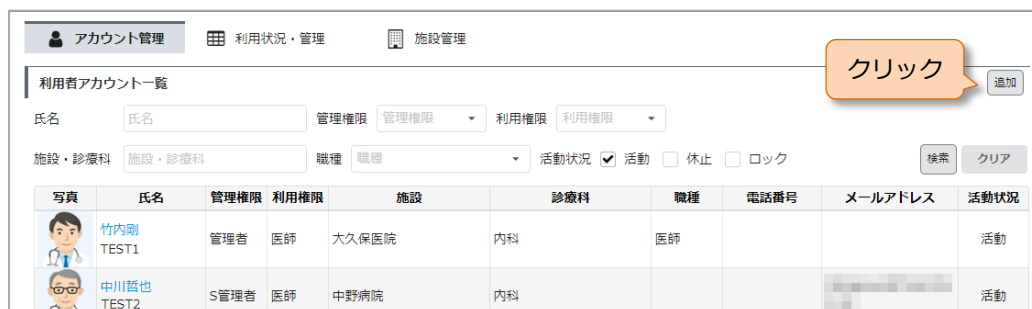 アカウント管理 利用状況・管理 施設管理
クリック
利用者アカウント一覧 追加
氏名 氏名 管理権限 管理権限 利用権限 利用権限
施設・診療科 施設・診療科 職種 職種 活動状況 活動 休止 ロック 検索 クリア
写真 氏名 管理権限 利用権限 施設 診療科 職種 電話番号 メールアドレス 活動状況
竹内剛
TEST1 管理者 医師 大久保医院 内科 医師 活動
中川哲也
TEST2 S管理者 医師 中野病院 内科 活動